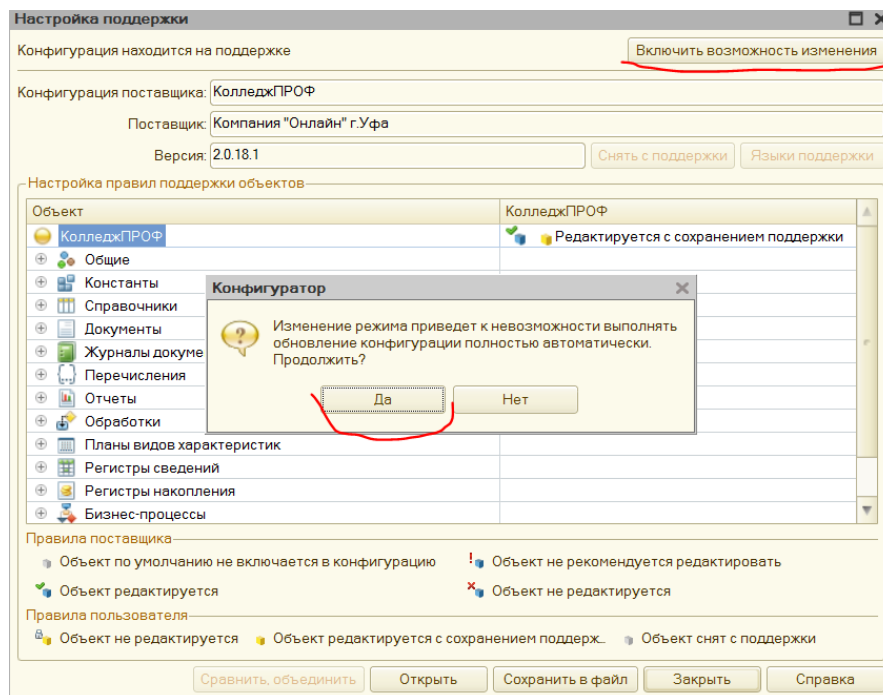 Настройка поддержки
Конфигурация находится на поддержке
Включить возможность изменения
Конфигурация поставщика: КолледжПРОФ
Поставщик: Компания "Онлайн" г.Уфа
Версия: 2.0.18.1
Снять с поддержки
Языки поддержки
Настройка правил поддержки объектов
Объект КолледжПРОФ
КолледжПРОФ Редактируется с сохранением поддержки
Общие
Константы
Справочники
Документы
Журналы докуме
Перечисления
Отчеты
Обработки
Планы видов характеристик
Регистры сведений
Регистры накопления
Бизнес-процессы
Конфигуратор
Изменение режима приведет к невозможности выполнять
обновление конфигурации полностью автоматически.
Продолжить?
Да Нет
Правила поставщика
Объект по умолчанию не включается в конфигурацию
Объект не рекомендуется редактировать
Объект редактируется
Объект не редактируется
Правила пользователя
Объект не редактируется
Объект редактируется с сохранением поддерж...
Объект снят с поддержки
Сравнить, объединить
Открыть
Сохранить в файл
Закрыть
Справка